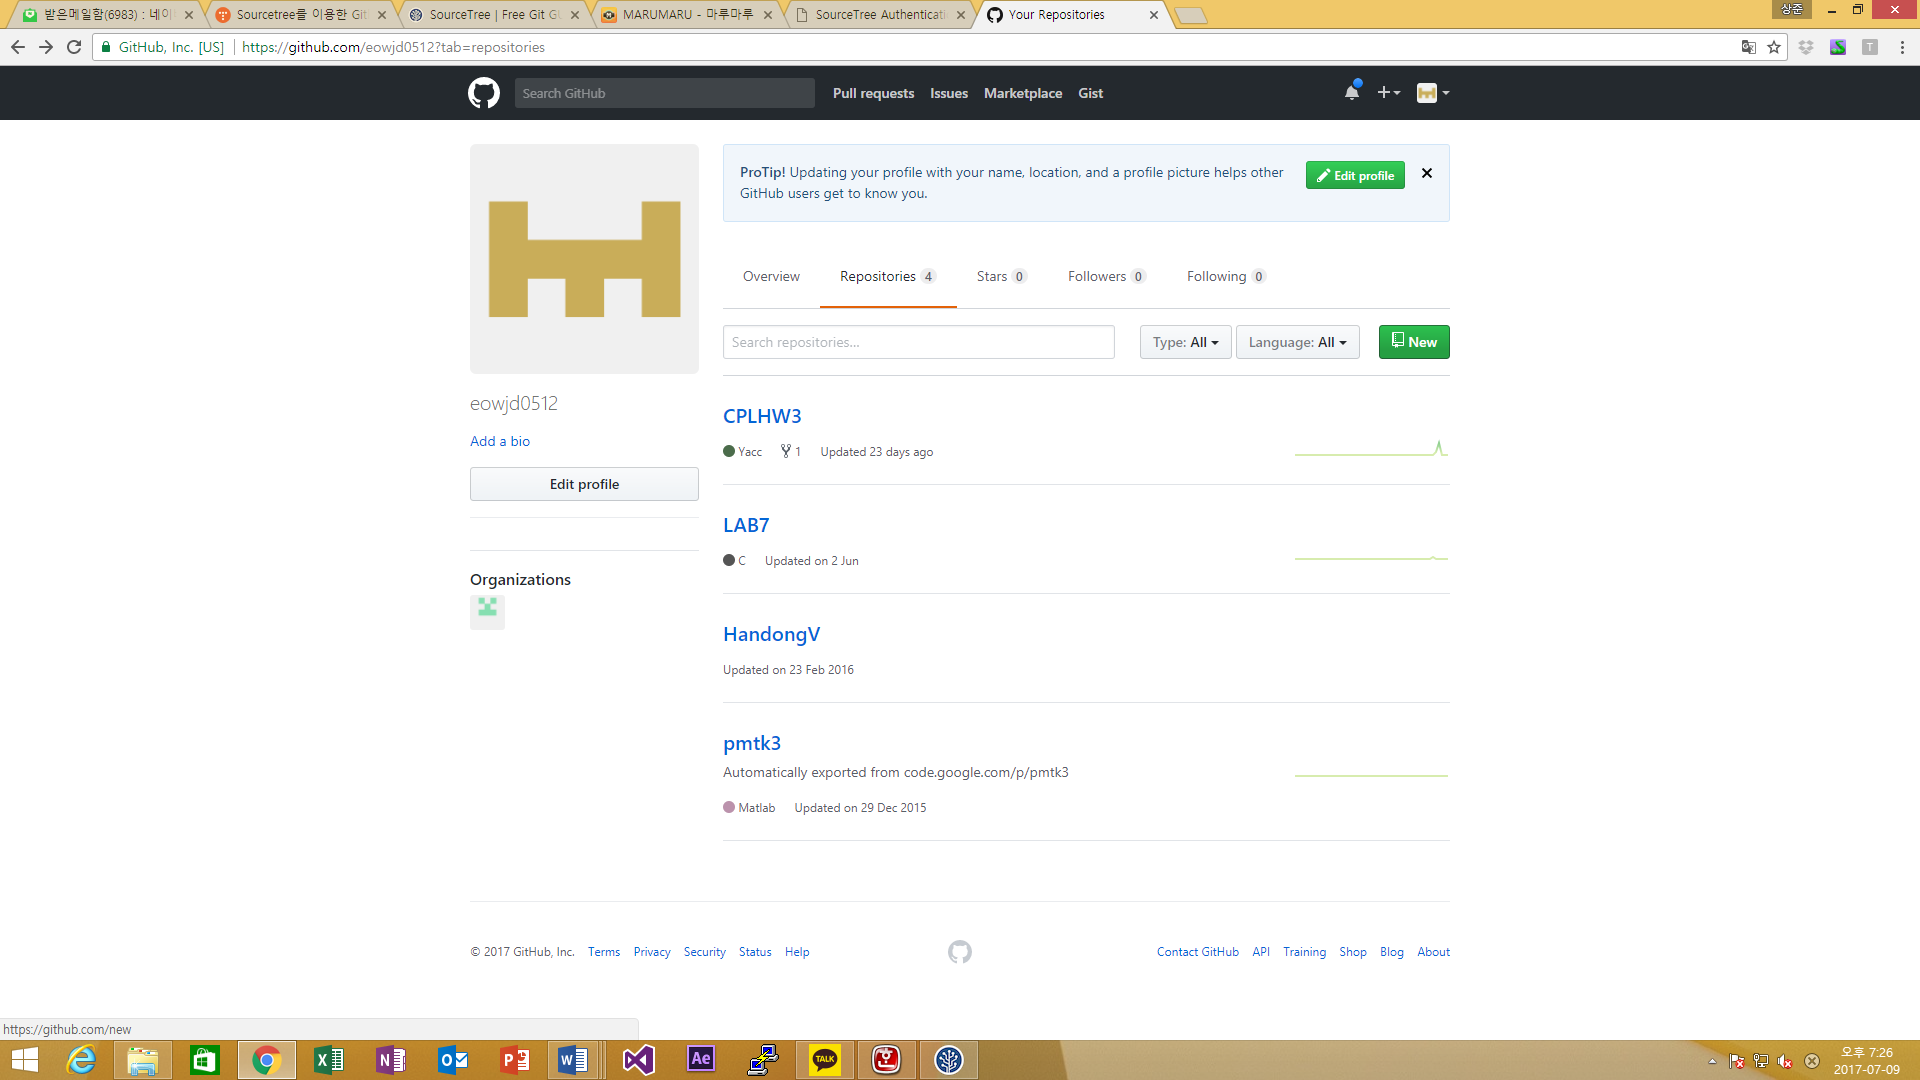 받은메일함(6983) : 네이
Sourcetree를 이용한 Git
SourceTree | Free Git GU
MARUMARU - 마루마루
SourceTree Authenticati
Your Repositories
상준
GitHub, Inc. [US]
https://github.com/eowjd0512?tab=repositories
Search GitHub
Pull requests
Issues
Marketplace
Gist
ProTip! Updating your profile with your name, location, and a profile picture helps other
GitHub users get to know you.
Edit profile
Overview
Repositories 4
Stars 0
Followers 0
Following 0
Search repositories...
Type: All
Language: All
New
eowjd0512
Add a bio
Edit profile
Organizations
CPLHW3
Yacc 1 Updated 23 days ago
LAB7
C Updated on 2 Jun
HandongV
Updated on 23 Feb 2016
pmtk3
Automatically exported from code.google.com/p/pmtk3
Matlab Updated on 29 Dec 2015
© 2017 GitHub, Inc. Terms Privacy Security Status Help
Contact GitHub API Training Shop Blog About
https://github.com/new
Ae
TALK
오후 7:26
2017-07-09